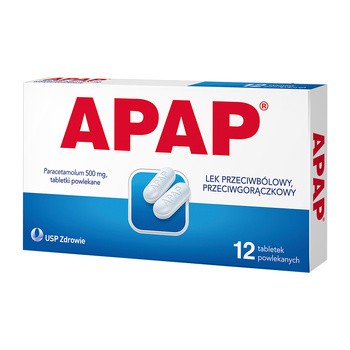 APAP®
Paracetamolum 500 mg,
tabletki powlekane
LEK PRZECIWBÓLOWY,
PRZECIWGORĄCZKOWY
USP Zdrowie
12 tabletek
powlekanych
APAP